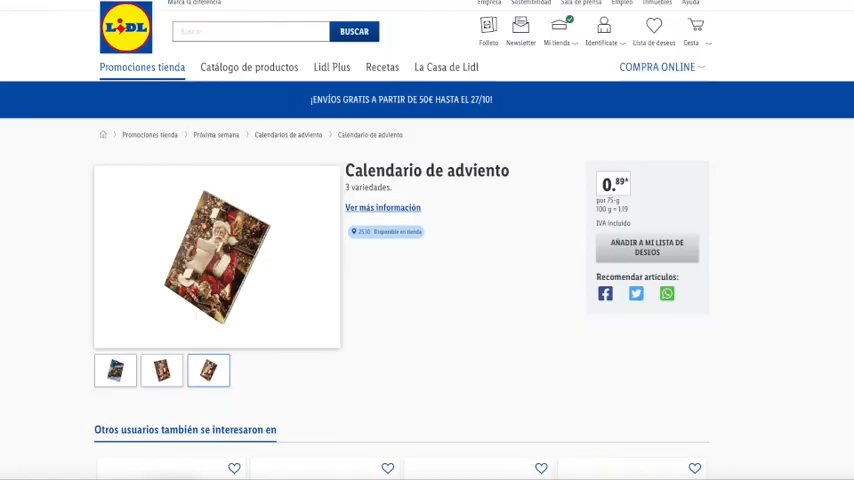 Marca la diferencia
Empresa Sostenibilidad Sala de prensa Empleo Inmuebles Ayuda
LIDL
Buscar
BUSCAR
Folleto Newsletter Mi tienda Identifícate Lista de deseos Cesta
Promociones tienda Catálogo de productos Lidl Plus Recetas La Casa de Lidl COMPRA ONLINE
¡ENVÍOS GRATIS A PARTIR DE 50€ HASTA EL 27/10!
Promociones tienda Próxima semana Calendarios de adviento Calendario de adviento
Calendario de adviento
3 variedades.
Ver más información
25.10. Disponible en tienda
0.89*
por 75-g
100 g = 1.19
IVA incluido
AÑADIR A MI LISTA DE
DESEOS
Recomendar artículos:
Otros usuarios también se interesaron en